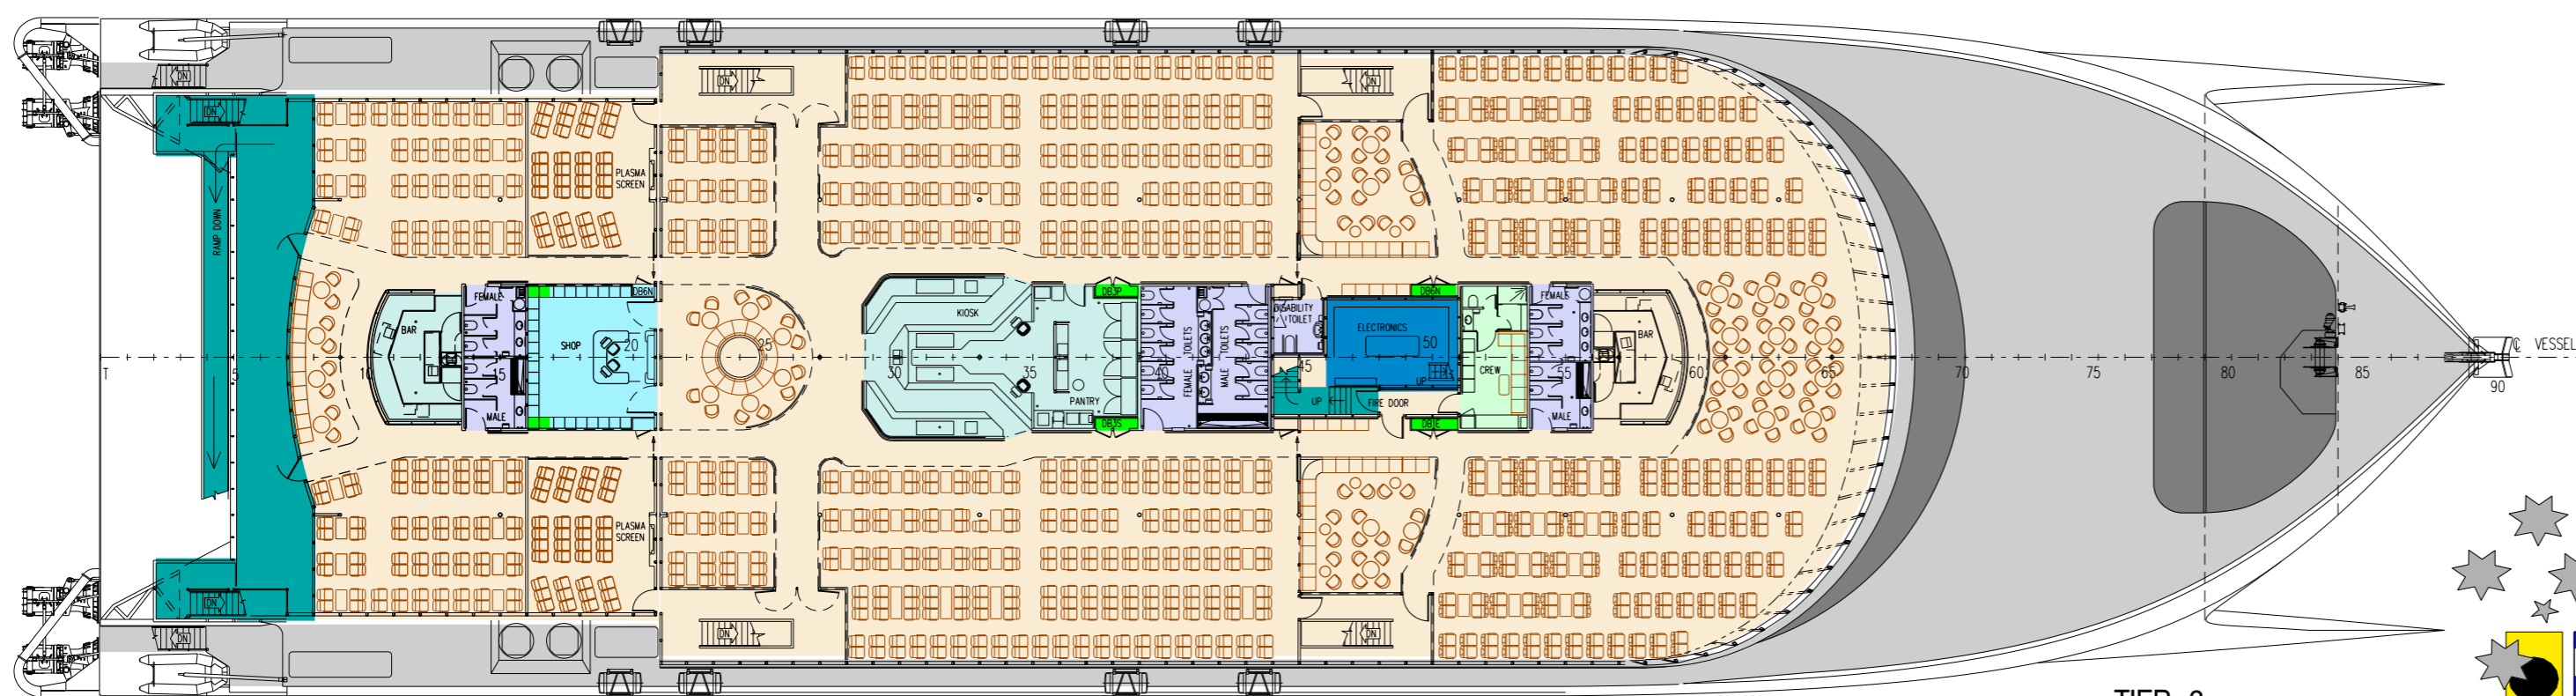 DN
DN
DN
DN
PLASMA
SCREEN
RAMP DOWN
FEMALE
DB6N
DB3P
DB6N
FEMALE
KIOSK
DISABILITY
TOILET
ELECTRONICS
BAR
SHOP
20
25
FEMALE TOILETS
MALE TOILETS
50
BAR
℄ VESSEL
T
5
10
15
30
35
40
45
UP
CREW
55
60
65
70
75
80
85
90
PANTRY
UP
FIRE DOOR
MALE
DB3S
DB1E
MALE
PLASMA
SCREEN
DN
DN
DN
DN